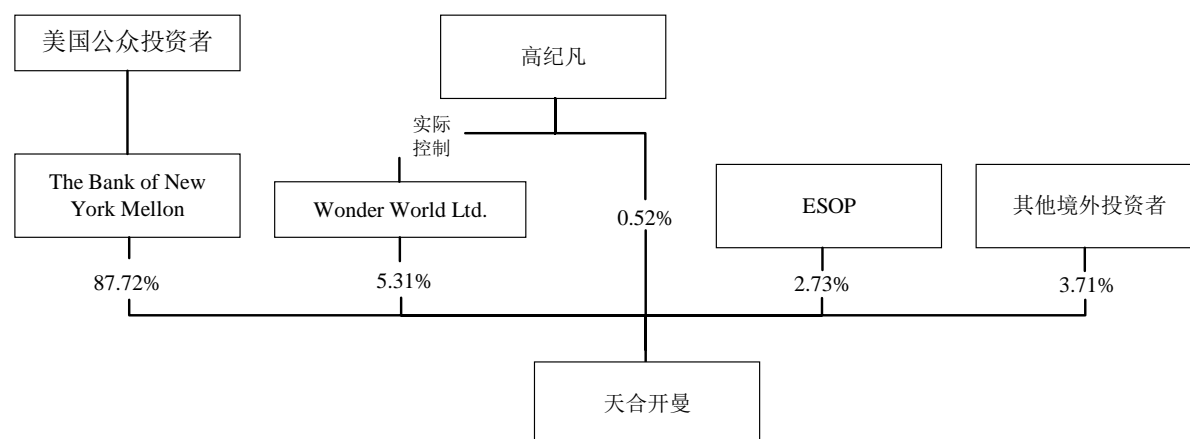 美国公众投资者
高纪凡
实际
控制
The Bank of New
York Mellon
Wonder World Ltd.
0.52%
ESOP
其他境外投资者
87.72%
5.31%
2.73%
3.71%
天合开曼